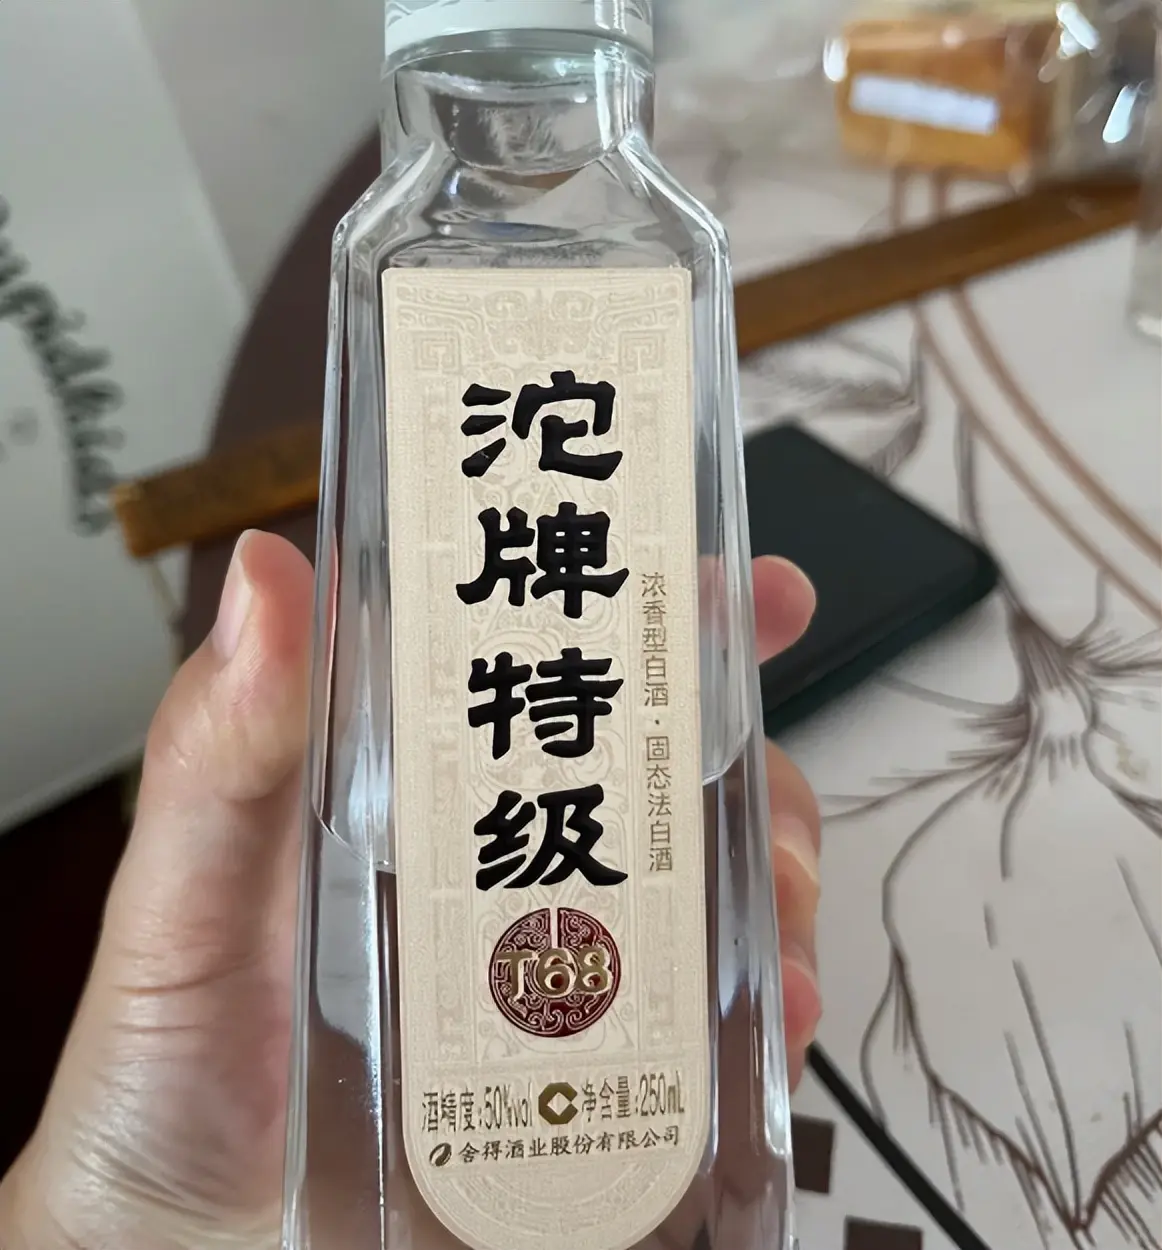 沱牌特级
浓香型白酒·固态法白酒
T68
酒精度:50%vol 净含量:250mL
舍得酒业股份有限公司